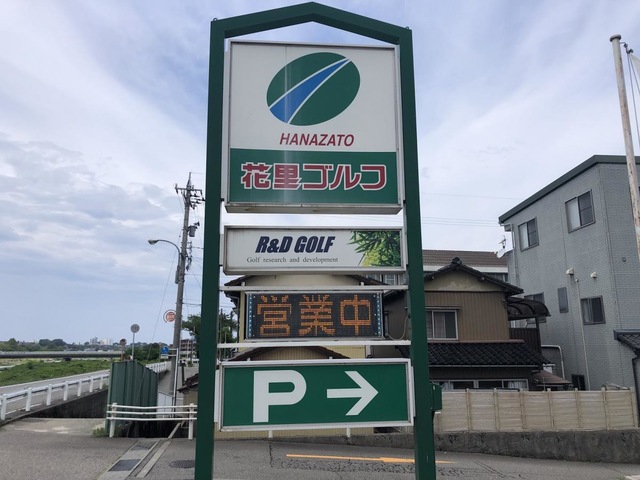 HANAZATO
花里ゴルフ
R&D GOLF
Golf research and development
営業中
P→